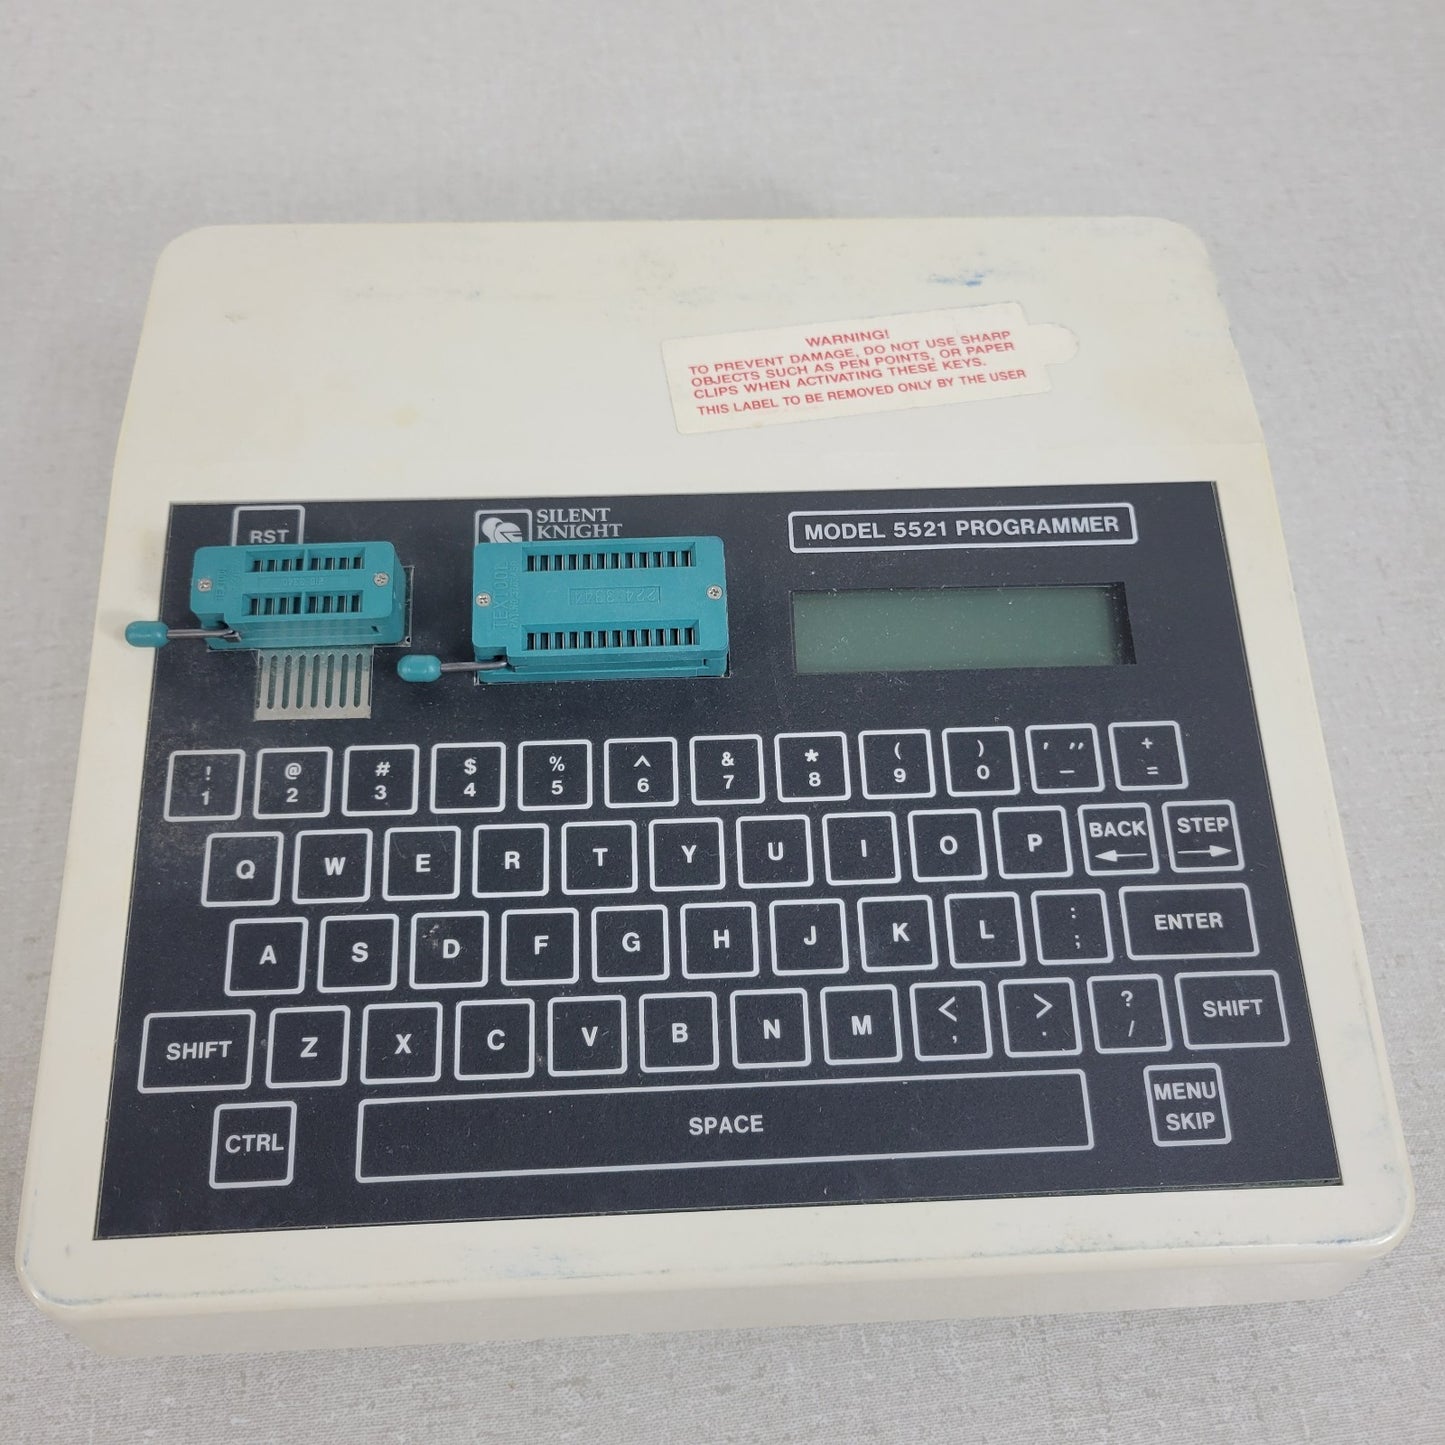 WARNING!
TO PREVENT DAMAGE, DO NOT USE SHARP
OBJECTS SUCH AS PEN POINTS, OR PAPER
CLIPS WHEN ACTIVATING THESE KEYS.
THIS LABEL TO BE REMOVED ONLY BY THE USER
RST
SILENT
KNIGHT
MODEL 5521 PROGRAMMER
TEXTOOL
224-3344
! @ # $ % ^ & * ( ) ' " +
1 2 3 4 5 6 7 8 9 0 – =
Q W E R T Y U I O P BACK STEP
A S D F G H J K L : ; ENTER
SHIFT Z X C V B N M < , > . ? / SHIFT
CTRL SPACE MENU
SKIP